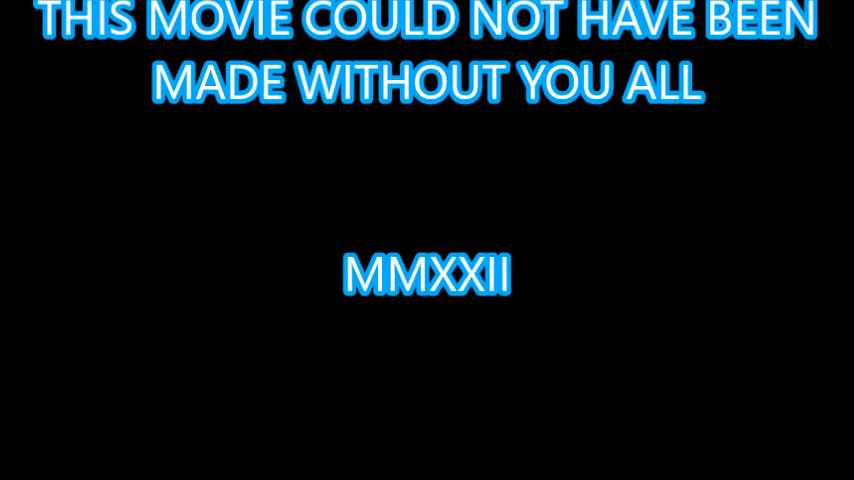 THIS MOVIE COULD NOT HAVE BEEN
MADE WITHOUT YOU ALL
MMXXII